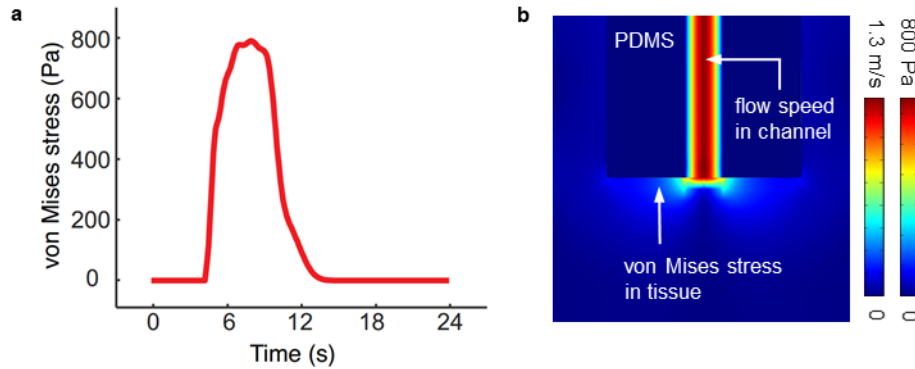 a
von Mises stress (Pa)
800
600
400
200
0
0 6 12 18 24
Time (s)
b
PDMS
flow speed
in channel
von Mises stress
in tissue
1.3 m/s
0
800 Pa
0